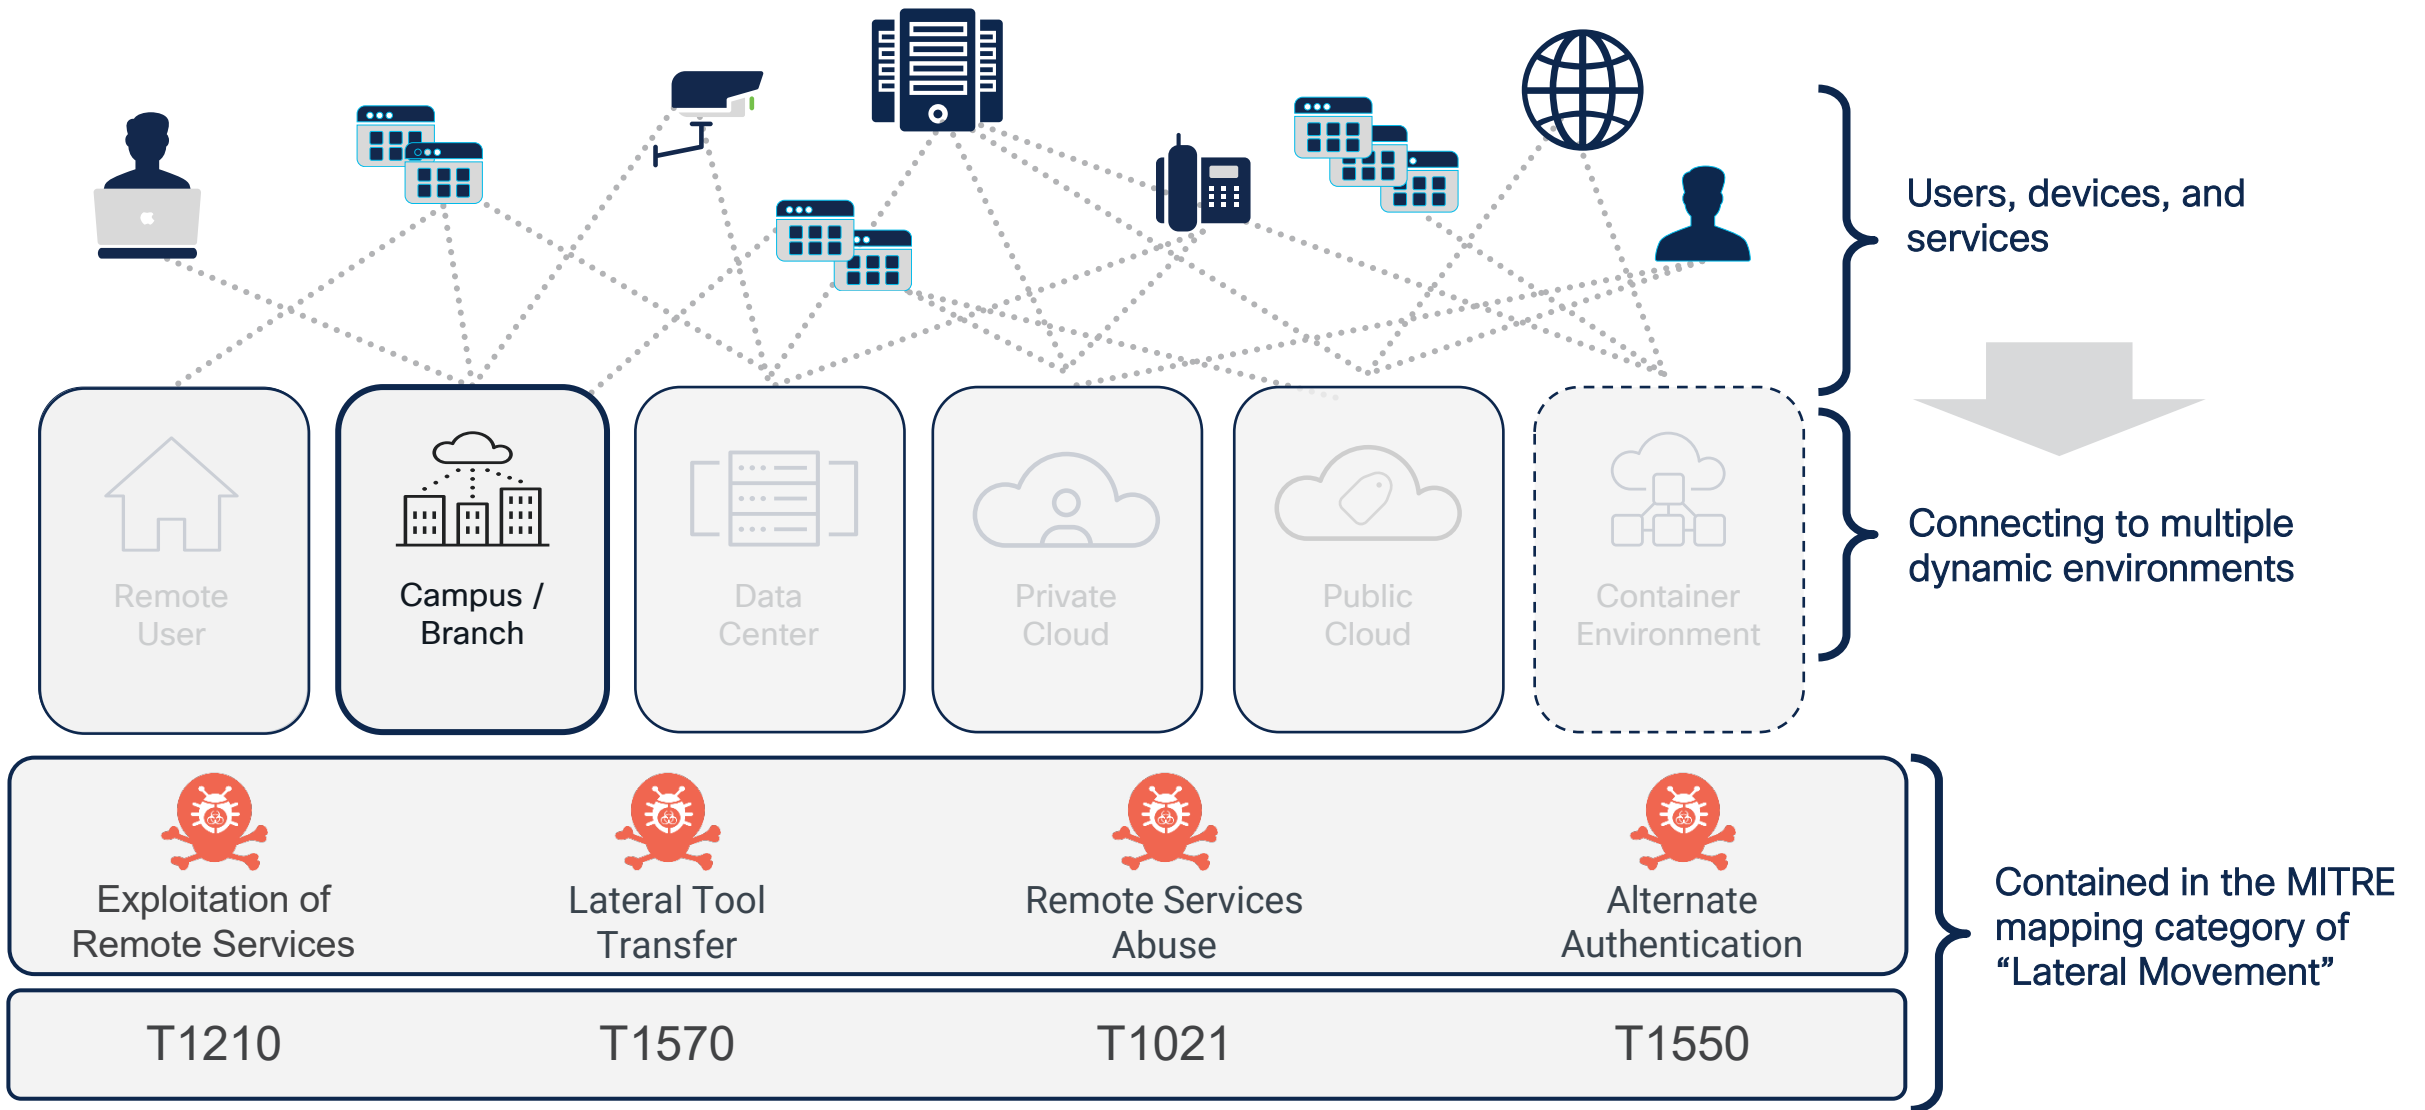 Users, devices, and
services
Connecting to multiple
dynamic environments
Remote
User
Campus /
Branch
Data
Center
Private
Cloud
Public
Cloud
Container
Environment
Exploitation of
Remote Services
Lateral Tool
Transfer
Remote Services
Abuse
Alternate
Authentication
T1210
T1570
T1021
T1550
Contained in the MITRE
mapping category of
“Lateral Movement”